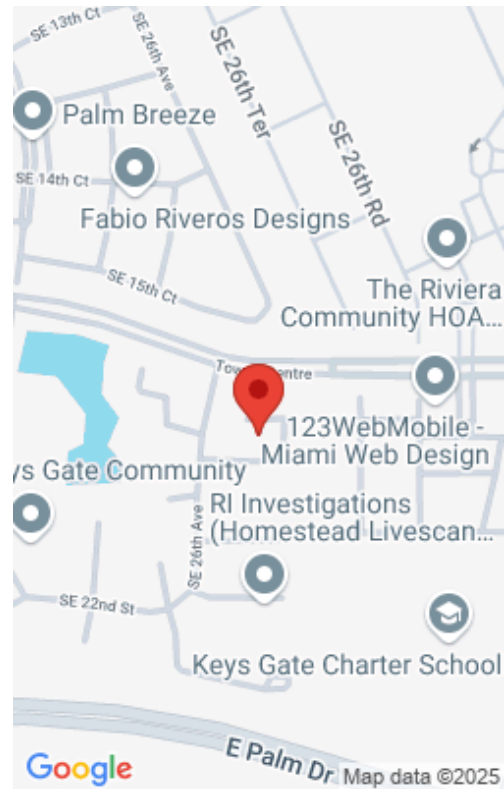 SE 13th Ct
SE 26th Ave
SE 26th Ter
SE 26th Rd
Palm Breeze
SE 14th Ct
Fabio Riveros Designs
SE 15th Ct
The Riviera
Community HOA...
Centre
123WebMobile -
Miami Web Design
ys Gate Community
RI Investigations
(Homestead Livescan...
SE 26th Ave
SE 22nd St
Keys Gate Charter School
E Palm Dr
Google
Map data ©2025